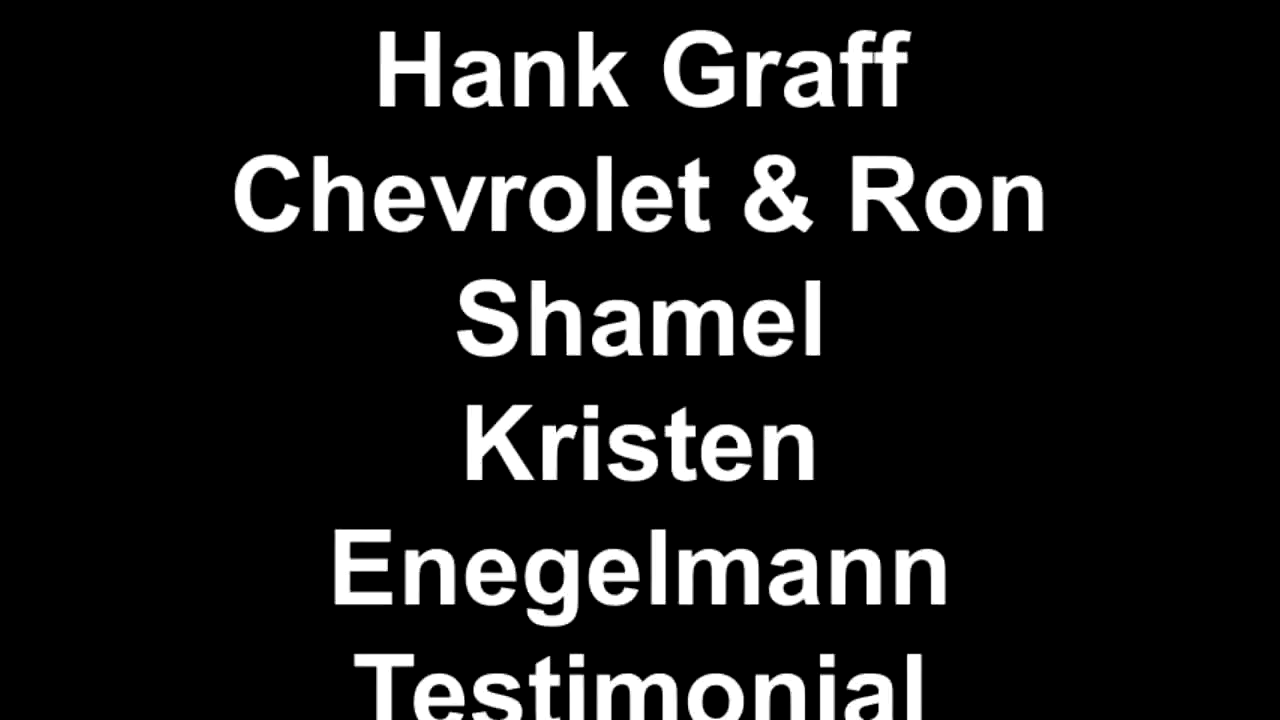 Hank Graff
Chevrolet & Ron
Shamel
Kristen
Enegelmann
Testimonial